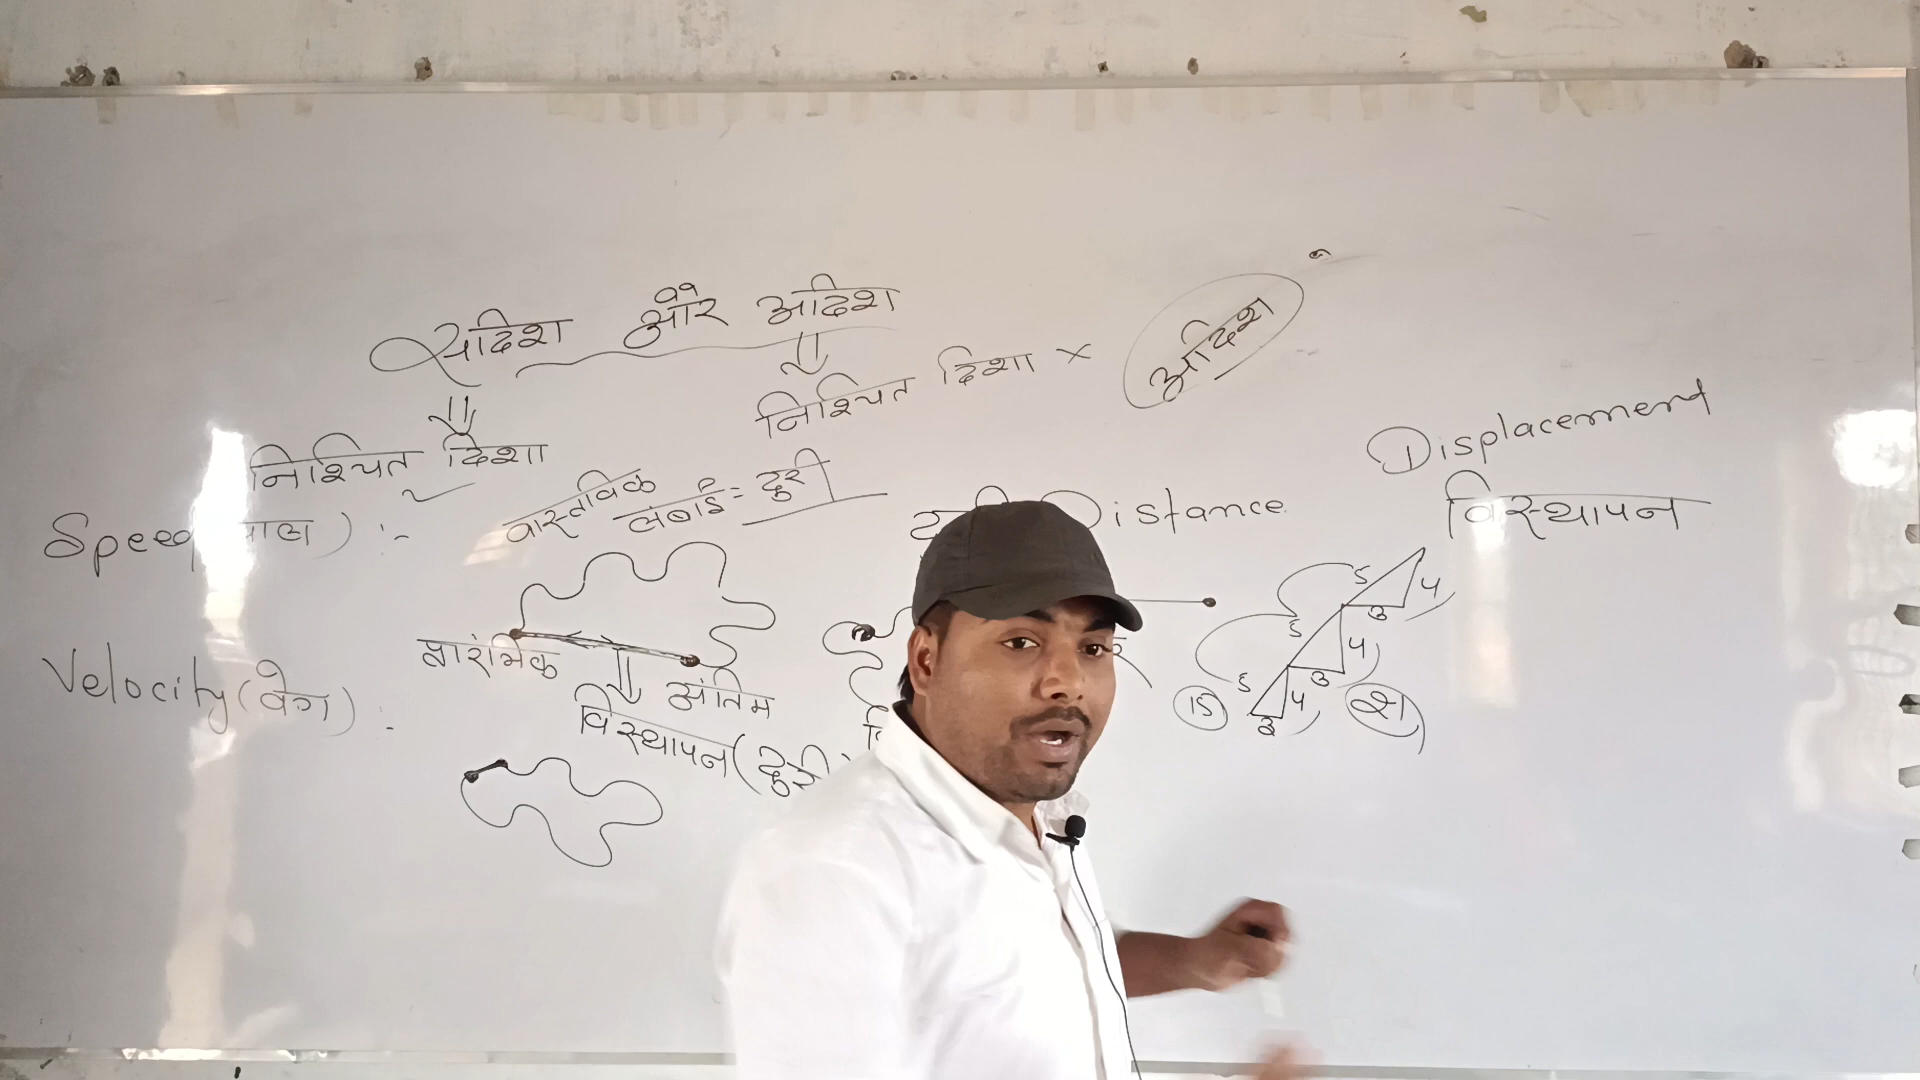 सदिश और अदिश
निश्चित दिशा ×
अदिश
निश्चित दिशा
Displacement
विस्थापन
वास्तविक
लंबाई = दुरी
Distance
Speed
:-
Velocity (वेग) :-
प्रारंभिक
अंतिम
विस्थापन (दुरी
5 4
3
5 4
3
5 4
3
15